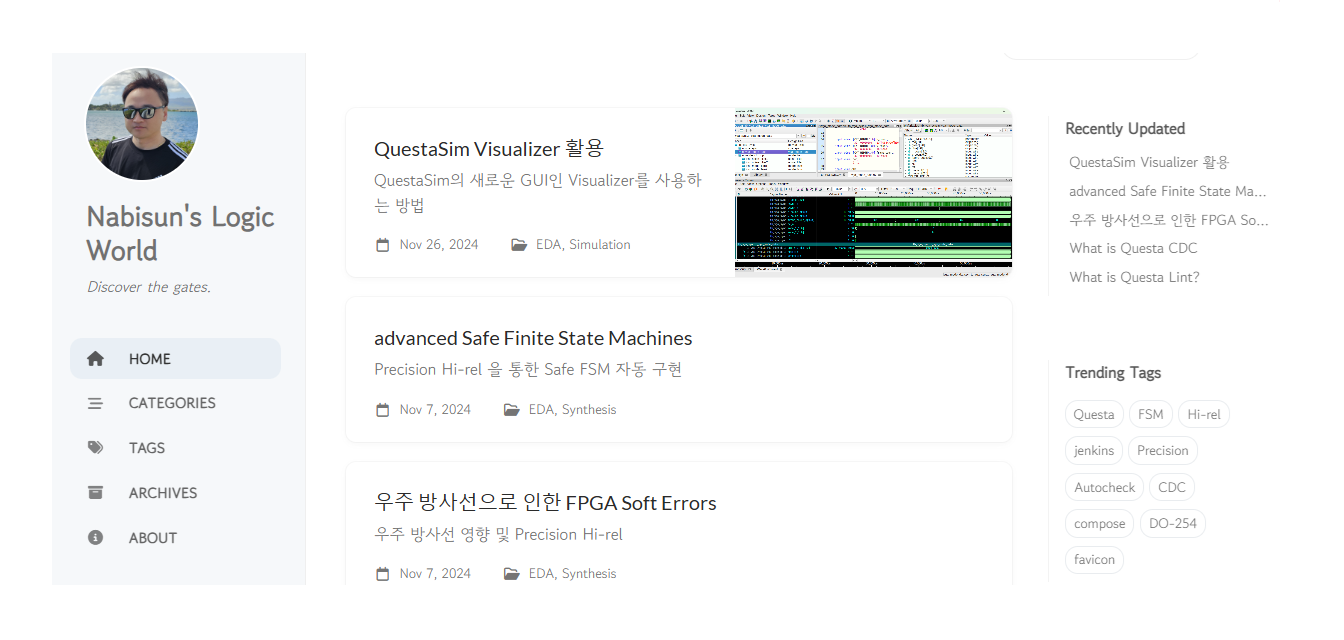 Nabisun's Logic
World
Discover the gates.
HOME
CATEGORIES
TAGS
ARCHIVES
ABOUT
QuestaSim Visualizer 활용
QuestaSim의 새로운 GUI인 Visualizer를 사용하
는 방법
Nov 26, 2024
EDA, Simulation
advanced Safe Finite State Machines
Precision Hi-rel 을 통한 Safe FSM 자동 구현
Nov 7, 2024
EDA, Synthesis
우주 방사선으로 인한 FPGA Soft Errors
우주 방사선 영향 및 Precision Hi-rel
Nov 7, 2024
EDA, Synthesis
Recently Updated
QuestaSim Visualizer 활용
advanced Safe Finite State Ma...
우주 방사선으로 인한 FPGA So...
What is Questa CDC
What is Questa Lint?
Trending Tags
Questa FSM Hi-rel
jenkins Precision
Autocheck CDC
compose DO-254
favicon